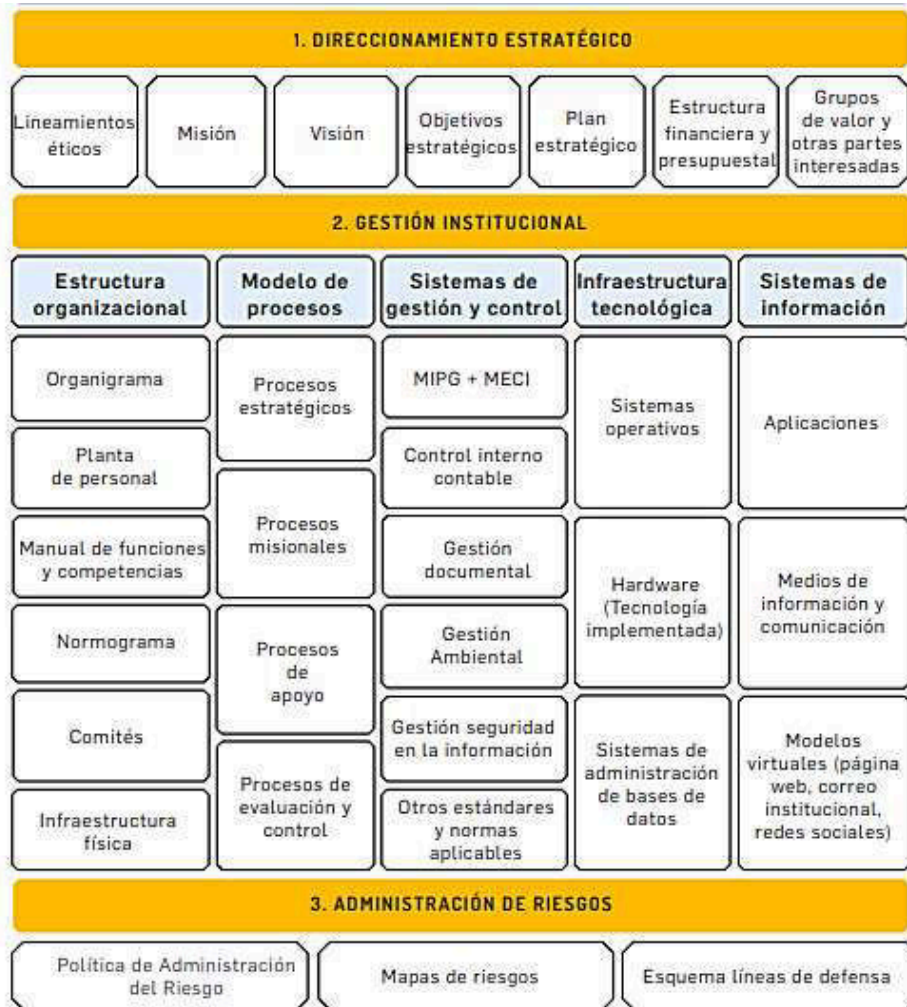 1. DIRECCIONAMIENTO ESTRATÉGICO
Lineamientos
éticos
Misión
Visión
Objetivos
estratégicos
Plan
estratégico
Estructura
financiera y
presupuestal
Grupos
de valor y
otras partes
interesadas
2. GESTIÓN INSTITUCIONAL
Estructura
organizacional
Organigrama
Planta
de personal
Manual de funciones
y competencias
Normograma
Comités
Infraestructura
física
Modelo de
procesos
Procesos
estratégicos
Procesos
misionales
Procesos
de
apoyo
Procesos de
evaluación y
control
Sistemas de
gestión y control
MIPG + MECI
Control interno
contable
Gestión
documental
Gestión
Ambiental
Gestión seguridad
en la información
Otros estándares
y normas
aplicables
Infraestructura
tecnológica
Sistemas
operativos
Hardware
(Tecnología
implementada)
Sistemas de
administración
de bases de
datos
Sistemas de
información
Aplicaciones
Medios de
información y
comunicación
Modelos
virtuales (página
web, correo
institucional,
redes sociales)
3. ADMINISTRACIÓN DE RIESGOS
Política de Administración
del Riesgo
Mapas de riesgos
Esquema líneas de defensa